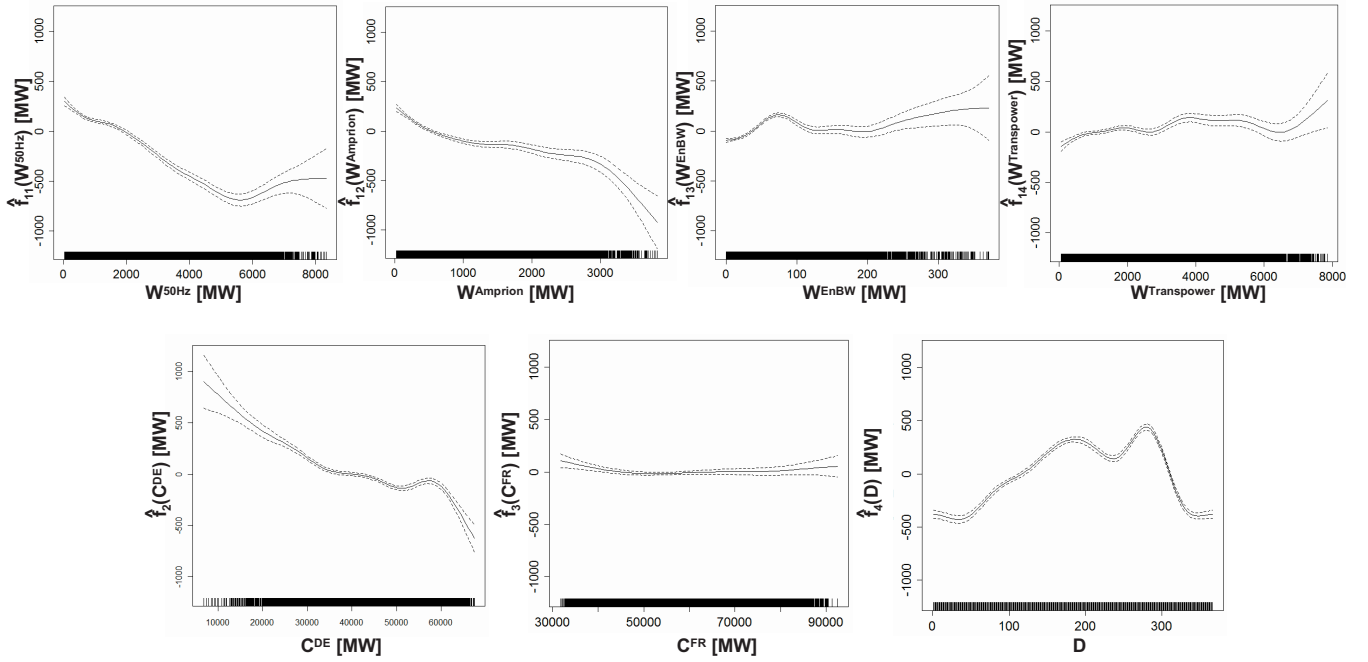 1000
500
0
-500
-1000
f̂11(W50Hz) [MW]
0 2000 4000 6000 8000
W50Hz [MW]
1000
500
0
-500
-1000
f̂12(WAmprion) [MW]
0 1000 3000
WAmprion [MW]
1000
500
0
-500
-1000
f̂13(WEnBW) [MW]
0 100 200 300
WEnBW [MW]
1000
500
0
-500
-1000
f̂14(WTranspower) [MW]
0 2000 4000 6000 8000
WTranspower [MW]
1000
500
0
-500
-1000
f̂2(CDE) [MW]
10000 20000 30000 40000 50000 60000
CDE [MW]
1000
500
0
-500
-1000
f̂3(CFR) [MW]
30000 50000 70000 90000
CFR [MW]
1000
500
0
-500
-1000
f̂4(D) [MW]
0 100 200 300
D